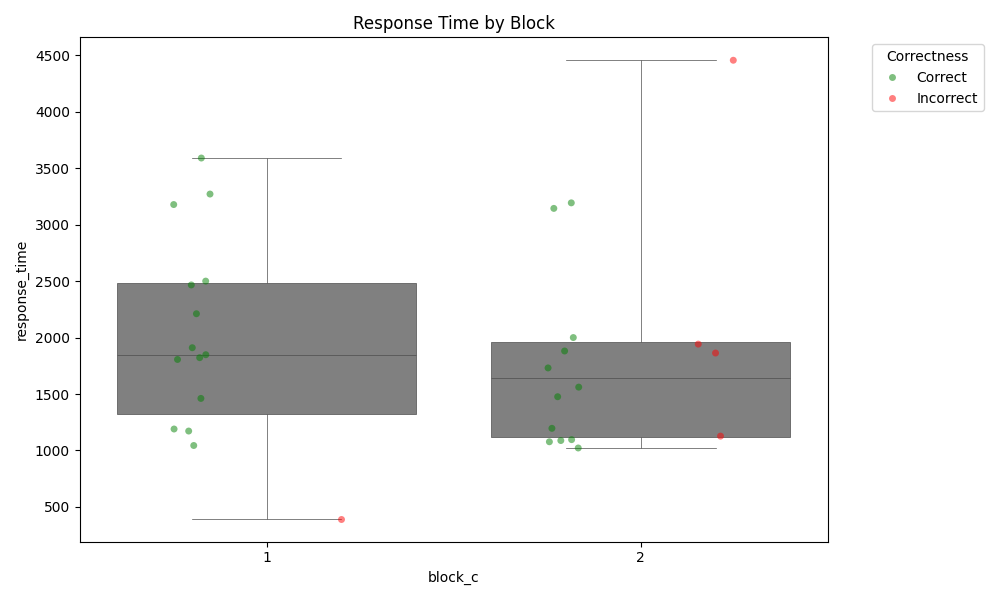 Response Time by Block
Correctness
Correct
Incorrect
response_time
4500
4000
3500
3000
2500
2000
1500
1000
500
1
2
block_c